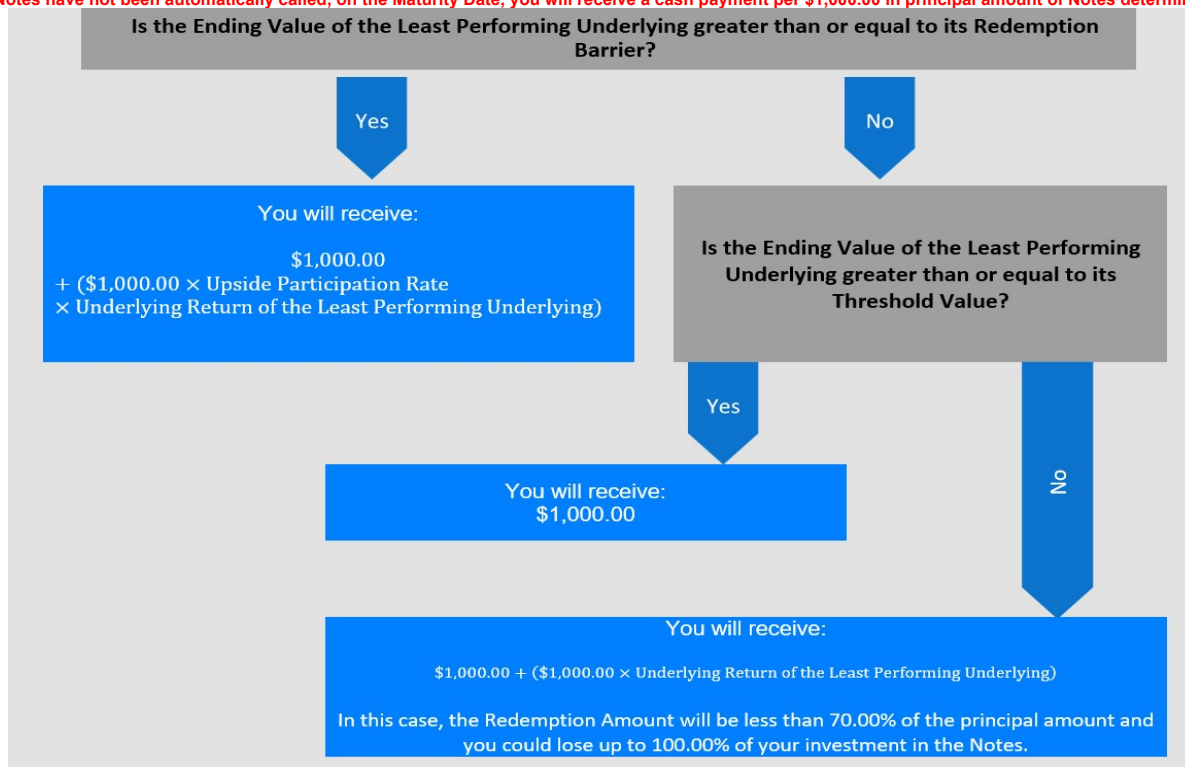 Notes have not been automatically called, on the Maturity Date, you will receive a cash payment per $1,000.00 in principal amount of Notes
Is the Ending Value of the Least Performing Underlying greater than or equal to its Redemption
Barrier?
Yes
No
You will receive:
$1,000.00
+ ($1,000.00 × Upside Participation Rate
× Underlying Return of the Least Performing Underlying)
Is the Ending Value of the Least Performing
Underlying greater than or equal to its
Threshold Value?
Yes
No
You will receive:
$1,000.00
You will receive:
$1,000.00 + ($1,000.00 × Underlying Return of the Least Performing Underlying)
In this case, the Redemption Amount will be less than 70.00% of the principal amount and
you could lose up to 100.00% of your investment in the Notes.